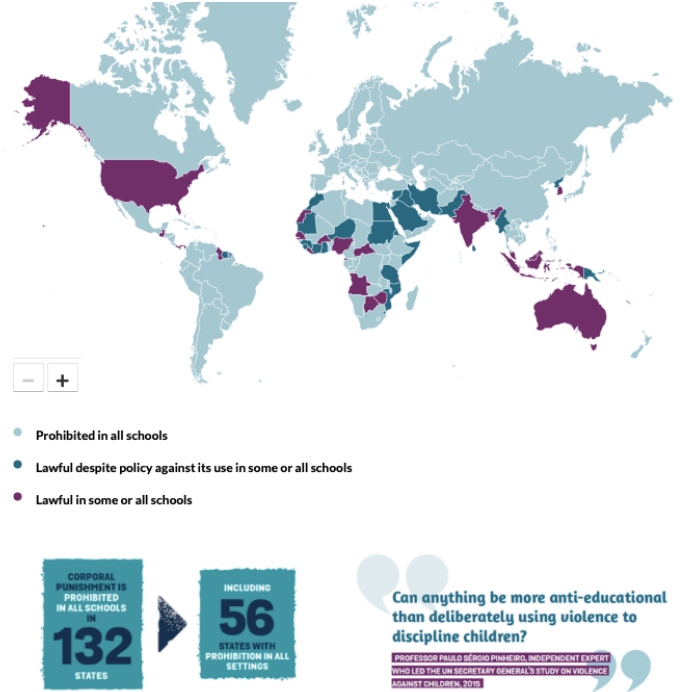 − +
Prohibited in all schools
Lawful despite policy against its use in some or all schools
Lawful in some or all schools
CORPORAL
PUNISHMENT IS
PROHIBITED
IN ALL SCHOOLS
IN
132
STATES
INCLUDING
56
STATES WITH
PROHIBITION IN ALL
SETTINGS
Can anything be more anti-educational
than deliberately using violence to
discipline children?
PROFESSOR PAULO SÉRGIO PINHEIRO, INDEPENDENT EXPERT
WHO LED THE UN SECRETARY GENERAL'S STUDY ON VIOLENCE
AGAINST CHILDREN, 2015